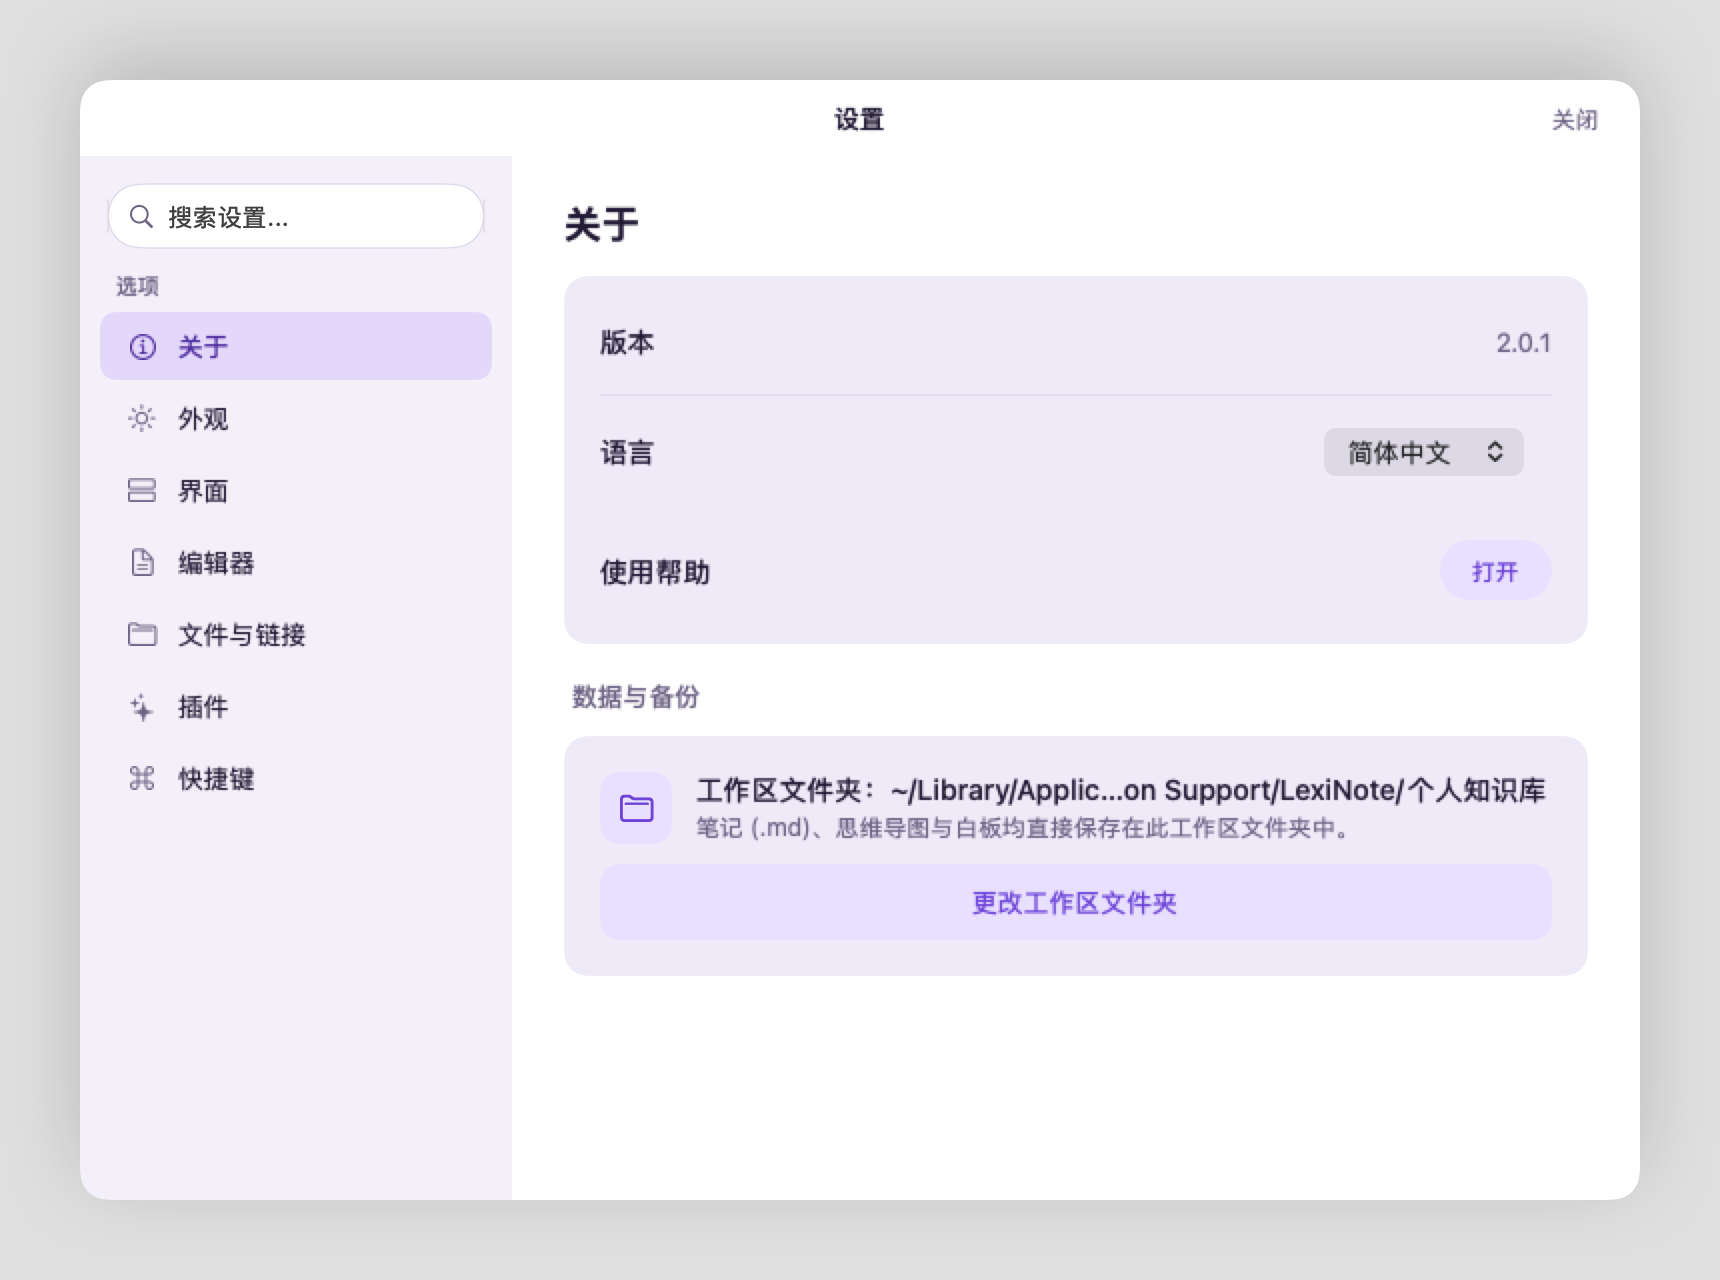 设置
关闭
搜索设置...
选项
关于
外观
界面
编辑器
文件与链接
插件
快捷键
关于
版本
2.0.1
语言
简体中文
使用帮助
打开
数据与备份
工作区文件夹：~/Library/Applic...on Support/LexiNote/个人知识库
笔记 (.md)、思维导图与白板均直接保存在此工作区文件夹中。
更改工作区文件夹